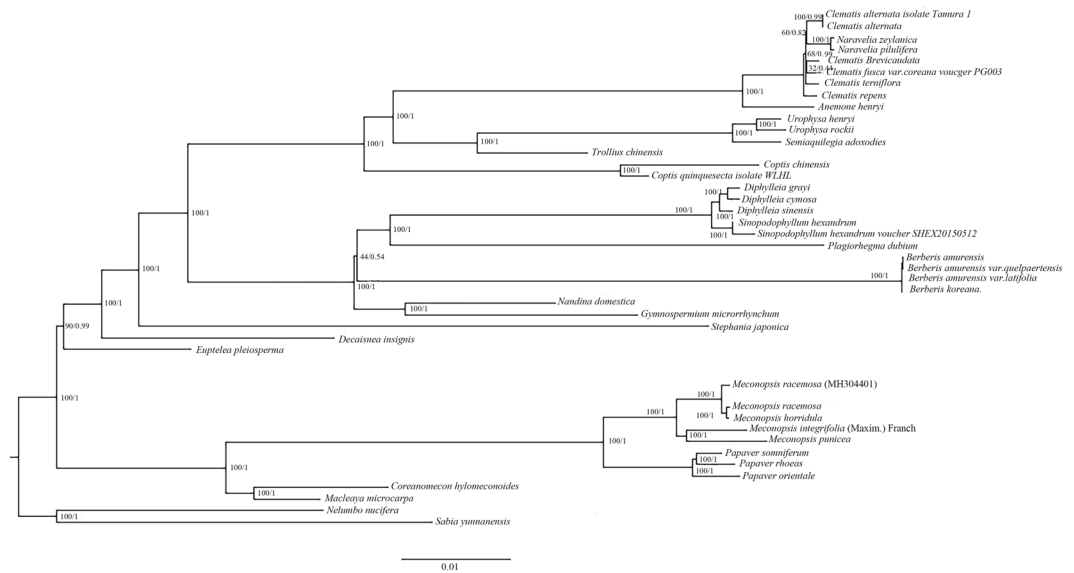 100/0.99 Clematis alternata isolate Tamura 1
Clematis alternata
60/0.82
100/1 Naravelia zeylanica
Naravelia pilulifera
68/0.99
Clematis Brevicaudata
Clematis fusca var.coreana voucger PG003
Clematis terniflora
100/1
Clematis repens
Anemone henryi
100/1
Urophysa henryi
100/1
Urophysa rockii
100/1
Semiaquilegia adoxodies
100/1
100/1
Trollius chinensis
Coptis chinensis
100/1
Coptis quinquesecta isolate WLHL
Diphylleia grayi
100/1
Diphylleia cymosa
100/1
Diphylleia sinensis
100/1
100/1
Sinopodophyllum hexandrum
100/1
Sinopodophyllum hexandrum voucher SHEX20150512
100/1
Plagiorhegma dubium
44/0.54
Berberis amurensis
Berberis amurensis var.quelpaertensis
100/1
100/1
Berberis amurensis var.latifolia
100/1
Berberis koreana.
Nandina domestica
100/1
100/1
Gymnospermium microrrhynchum
90/0.99
Stephania japonica
Decaisnea insignis
Euptelea pleiosperma
Meconopsis racemosa (MH304401)
100/1
100/1
Meconopsis racemosa
100/1
100/1
Meconopsis horridula
Meconopsis integrifolia (Maxim.) Franch
100/1
100/1
Meconopsis punicea
Papaver somniferum
100/1
Papaver rhoeas
100/1
100/1
Papaver orientale
Coreanomecon hylomeconoides
100/1
Macleaya microcarpa
Nelumbo nucifera
100/1
Sabia yunnanensis
0.01